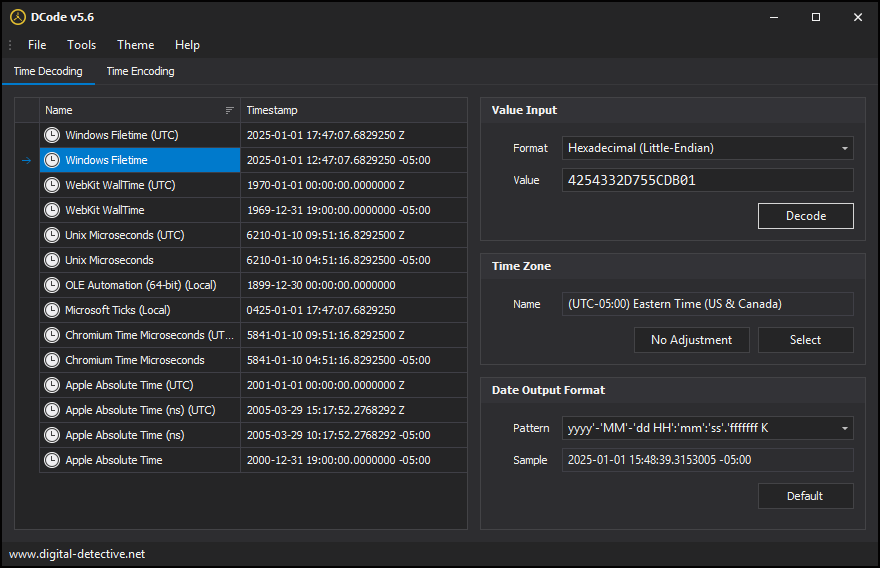 DCode v5.6
File Tools Theme Help
Time Decoding Time Encoding
Name Timestamp
Windows Filetime (UTC) 2025-01-01 17:47:07.6829250 Z
Windows Filetime 2025-01-01 12:47:07.6829250 -05:00
WebKit WallTime (UTC) 1970-01-01 00:00:00.0000000 Z
WebKit WallTime 1969-12-31 19:00:00.0000000 -05:00
Unix Microseconds (UTC) 6210-01-10 09:51:16.8292500 Z
Unix Microseconds 6210-01-10 04:51:16.8292500 -05:00
OLE Automation (64-bit) (Local) 1899-12-30 00:00:00.0000000
Microsoft Ticks (Local) 0425-01-01 17:47:07.6829250
Chromium Time Microseconds (UT... 5841-01-10 09:51:16.8292500 Z
Chromium Time Microseconds 5841-01-10 04:51:16.8292500 -05:00
Apple Absolute Time (UTC) 2001-01-01 00:00:00.0000000 Z
Apple Absolute Time (ns) (UTC) 2005-03-29 15:17:52.2768292 Z
Apple Absolute Time (ns) 2005-03-29 10:17:52.2768292 -05:00
Apple Absolute Time 2000-12-31 19:00:00.0000000 -05:00
Value Input
Format Hexadecimal (Little-Endian)
Value 4254332D755CDB01
Decode
Time Zone
Name (UTC-05:00) Eastern Time (US & Canada)
No Adjustment Select
Date Output Format
Pattern yyyy'-'MM'-'dd HH':'mm':'ss'.'fffffff K
Sample 2025-01-01 15:48:39.3153005 -05:00
Default
www.digital-detective.net